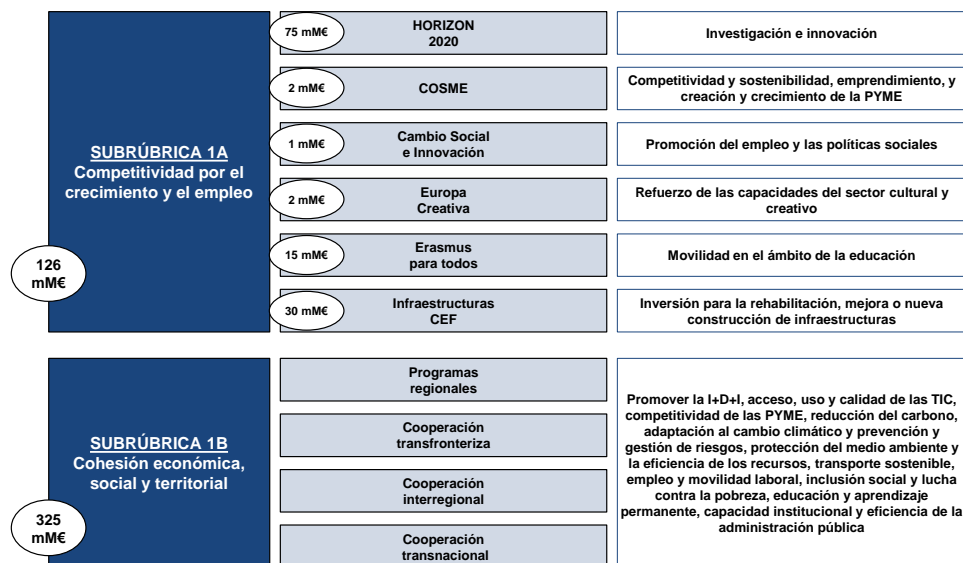 SUBRÚBRICA 1A
Competitividad por el
crecimiento y el empleo
126
mM€
75 mM€
HORIZON
2020
Investigación e innovación
2 mM€
COSME
Competitividad y sostenibilidad, emprendimiento, y
creación y crecimiento de la PYME
1 mM€
Cambio Social
e Innovación
Promoción del empleo y las políticas sociales
2 mM€
Europa
Creativa
Refuerzo de las capacidades del sector cultural y
creativo
15 mM€
Erasmus
para todos
Movilidad en el ámbito de la educación
30 mM€
Infraestructuras
CEF
Inversión para la rehabilitación, mejora o nueva
construcción de infraestructuras
SUBRÚBRICA 1B
Cohesión económica,
social y territorial
325
mM€
Programas
regionales
Cooperación
transfronteriza
Cooperación
interregional
Cooperación
transnacional
Promover la I+D+I, acceso, uso y calidad de las TIC,
competitividad de las PYME, reducción del carbono,
adaptación al cambio climático y prevención y
gestión de riesgos, protección del medio ambiente y
la eficiencia de los recursos, transporte sostenible,
empleo y movilidad laboral, inclusión social y lucha
contra la pobreza, educación y aprendizaje
permanente, capacidad institucional y eficiencia de la
administración pública